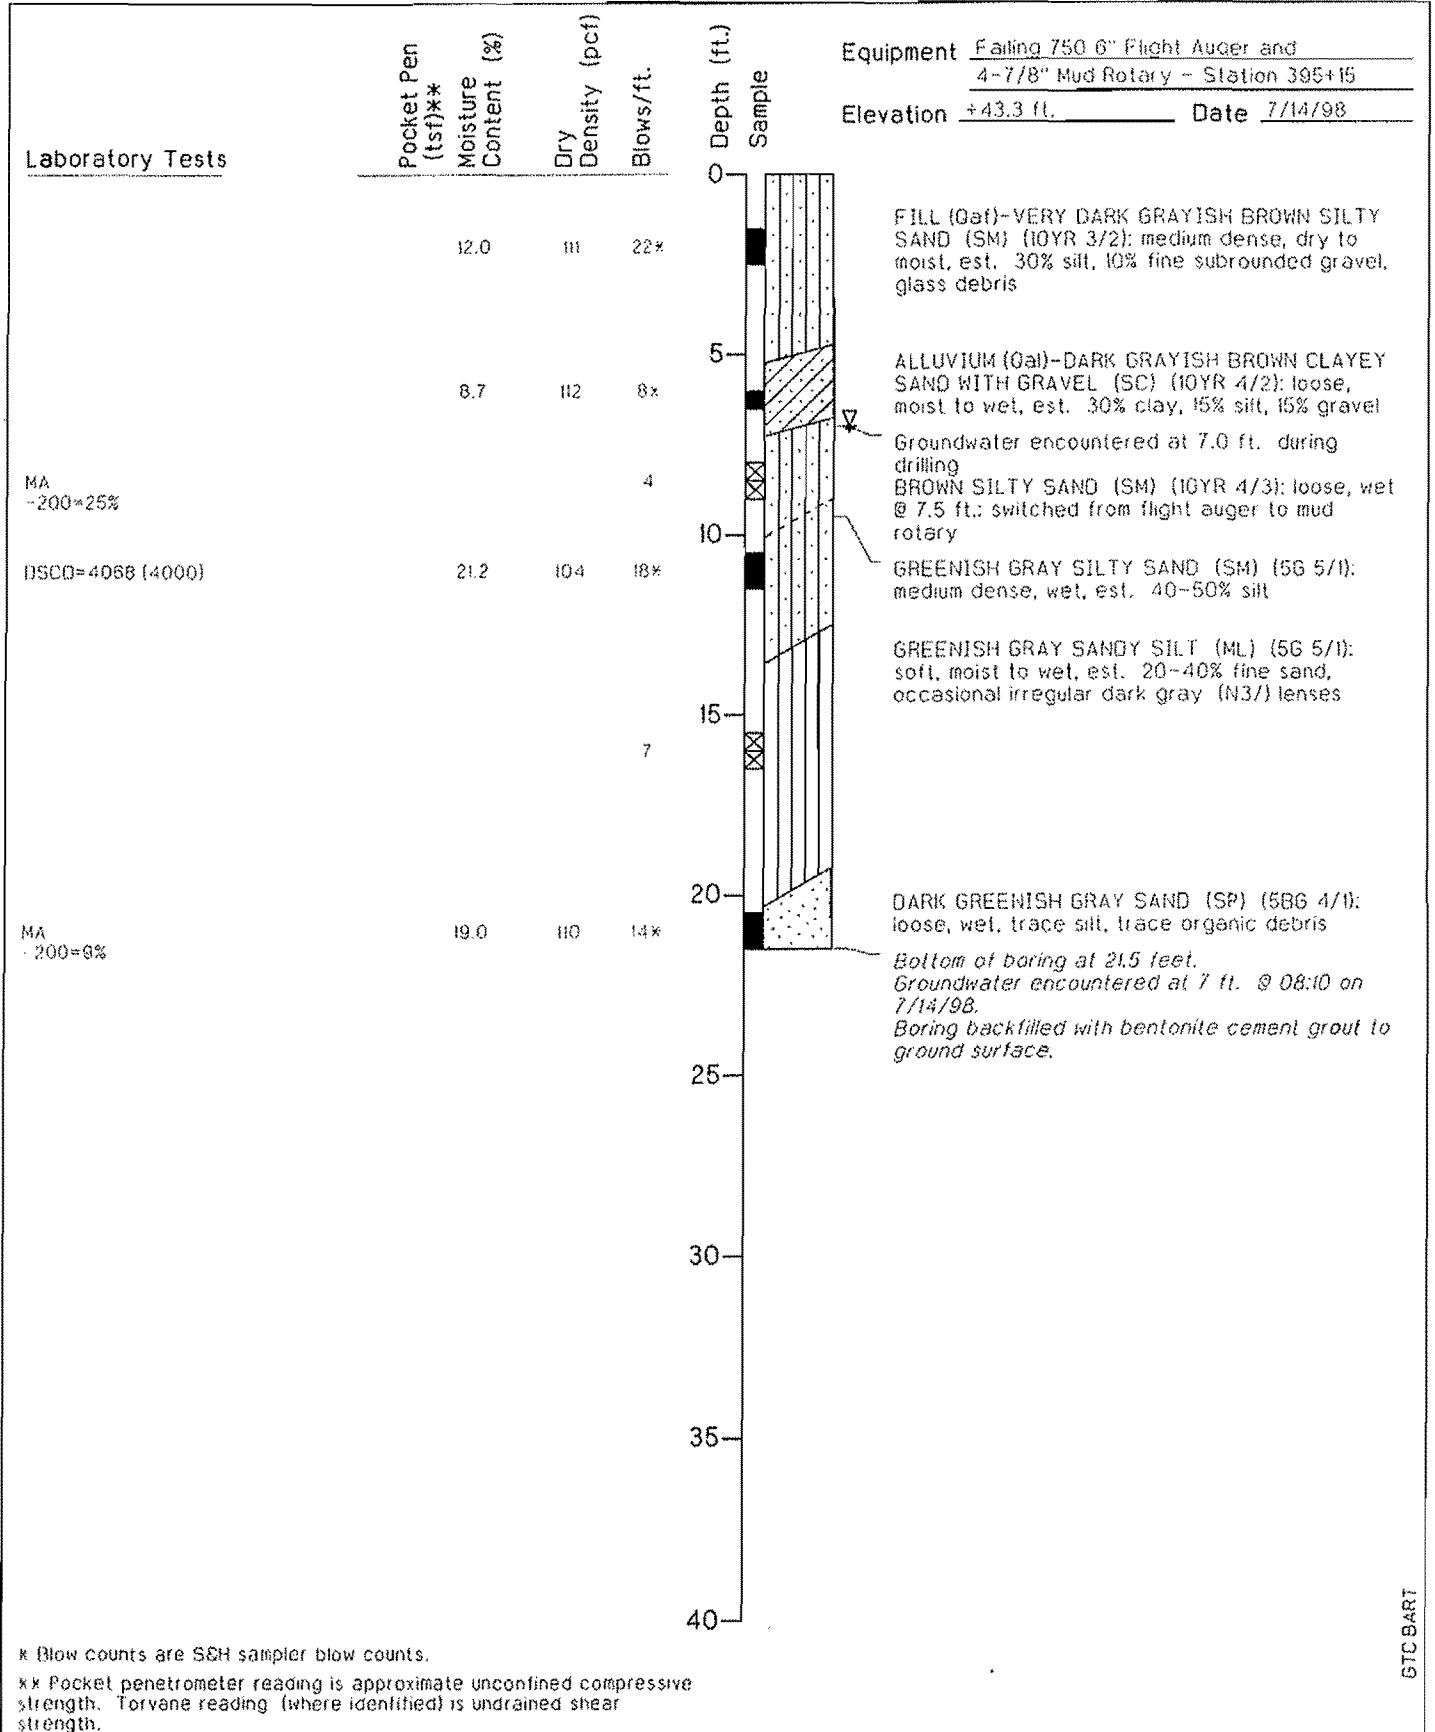 Equipment Failing 750 6" Flight Auger and
4-7/8" Mud Rotary - Station 395+15
Elevation +43.3 ft. Date 7/14/98
Laboratory Tests
Pocket Pen
(tsf)**
Moisture
Content (%)
Dry
Density (pcf)
Blows/ft.
Depth (ft.)
Sample
0
FILL (Qaf)-VERY DARK GRAYISH BROWN SILTY
SAND (SM) (10YR 3/2): medium dense, dry to
moist, est. 30% silt, 10% fine subrounded gravel,
glass debris
12.0 111 22*
5
ALLUVIUM (Qal)-DARK GRAYISH BROWN CLAYEY
SAND WITH GRAVEL (SC) (10YR 4/2): loose,
moist to wet, est. 30% clay, 15% silt, 15% gravel
8.7 112 8*
Groundwater encountered at 7.0 ft. during
drilling
MA 4
-200=25%
BROWN SILTY SAND (SM) (10YR 4/3): loose, wet
@ 7.5 ft.: switched from flight auger to mud
rotary
10
DSCD=4068 (4000) 21.2 104 18*
GREENISH GRAY SILTY SAND (SM) (5G 5/1):
medium dense, wet, est. 40-50% silt
GREENISH GRAY SANDY SILT (ML) (5G 5/1):
soft, moist to wet, est. 20-40% fine sand,
occasional irregular dark gray (N3/) lenses
15
7
20
DARK GREENISH GRAY SAND (SP) (5BG 4/1):
loose, wet, trace silt, trace organic debris
MA 19.0 110 14*
-200=9%
Bottom of boring at 21.5 feet.
Groundwater encountered at 7 ft. @ 08:10 on
7/14/98.
Boring backfilled with bentonite cement grout to
ground surface.
25
30
35
40
GTCBART
* Blow counts are S&H sampler blow counts.
** Pocket penetrometer reading is approximate unconfined compressive
strength. Torvane reading (where identified) is undrained shear
strength.